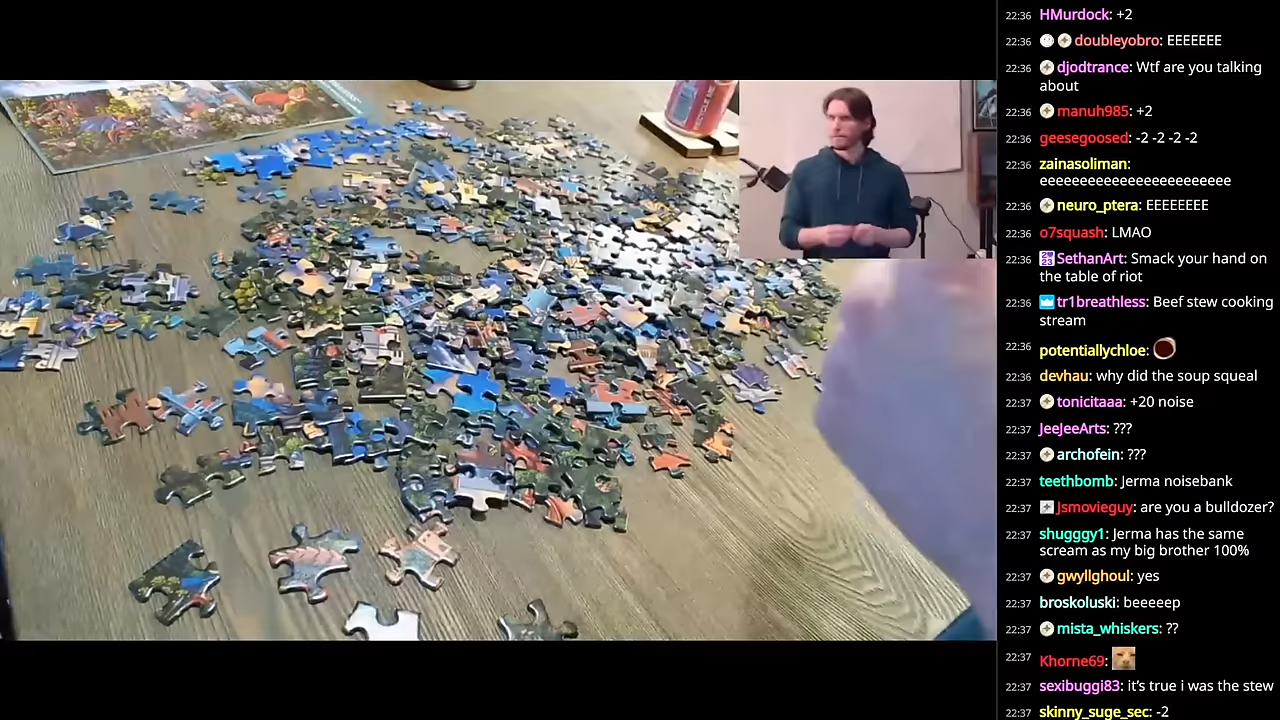 RECYCLE ME
22:36 HMurdock: +2
22:36 doubleyobro: EEEEEEE
22:36 djodtrance: Wtf are you talking
about
22:36 manuh985: +2
22:36 geesegoosed: -2 -2 -2 -2
22:36 zainasoliman:
eeeeeeeeeeeeeeeeeeeeeeee
22:36 neuro_ptera: EEEEEEEE
22:36 o7squash: LMAO
22:36 SethanArt: Smack your hand on
the table of riot
22:36 tr1breathless: Beef stew cooking
stream
22:36 potentiallychloe:
22:36 devhau: why did the soup squeal
22:37 tonicitaaa: +20 noise
22:37 JeeJeeArts: ???
22:37 archofein: ???
22:37 teethbomb: Jerma noisebank
22:37 Jsmovieguy: are you a bulldozer?
22:37 shugggy1: Jerma has the same
scream as my big brother 100%
22:37 gwyllghoul: yes
22:37 broskoluski: beeeeep
22:37 mista_whiskers: ??
22:37 Khorne69:
22:37 sexibuggi83: it's true i was the stew
22:37 skinny_suge_sec: -2